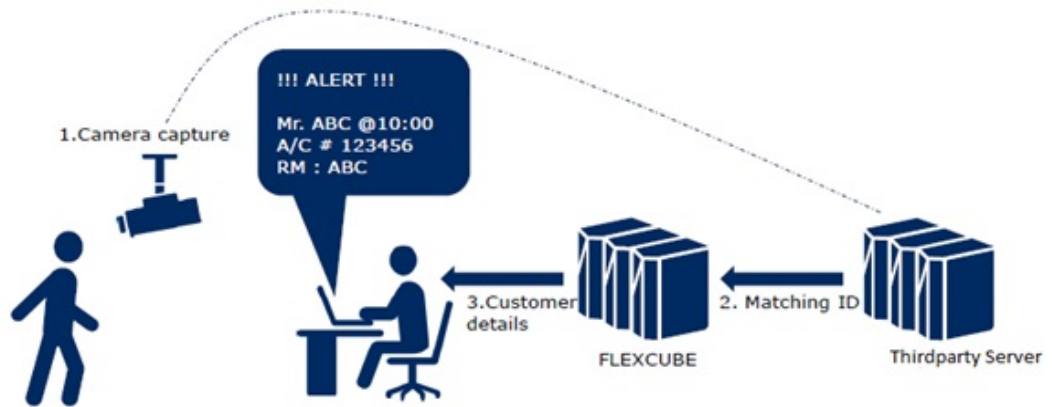 1.Camera capture
!!! ALERT !!!
Mr. ABC @10:00
A/C # 123456
RM : ABC
3.Customer
details
FLEXCUBE
2. Matching ID
Thirdparty Server